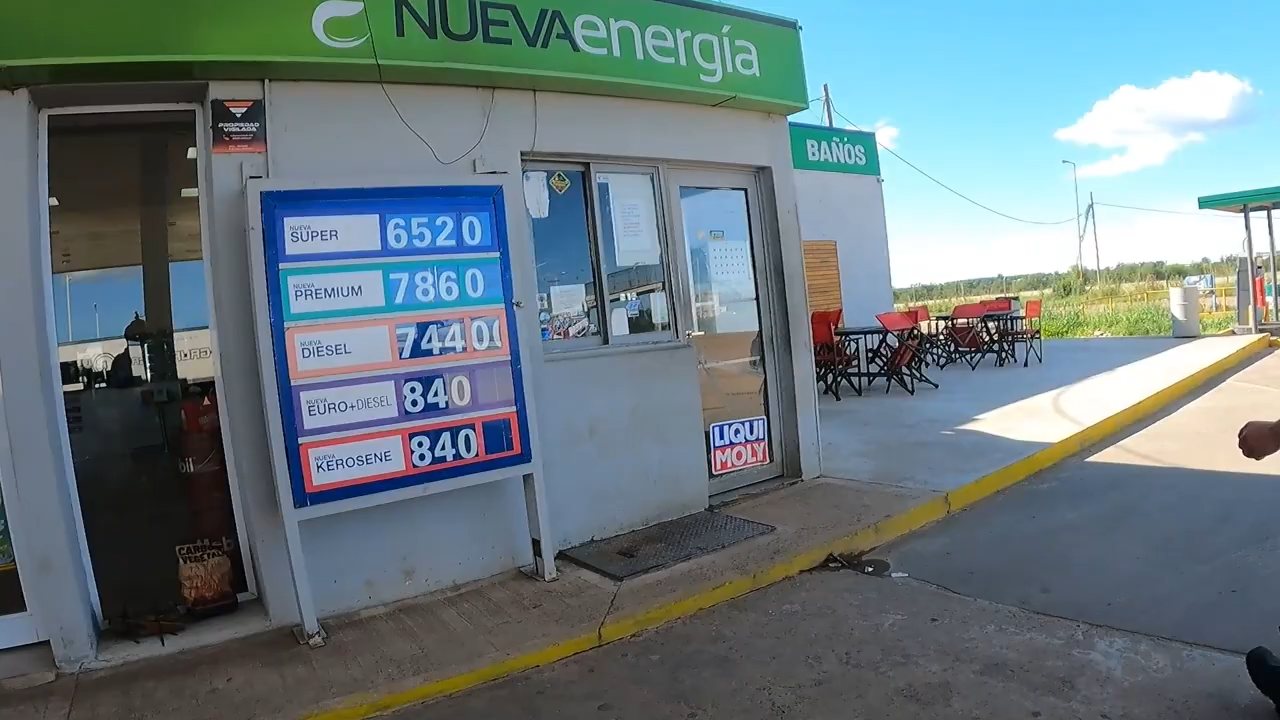 NUEVAenergía
PROPIEDAD
VIGILADA
BAÑOS
NUEVA
SUPER 6520
NUEVA
PREMIUM 7860
NUEVA
DIESEL 7440
NUEVA
EURO+DIESEL 840
NUEVA
KEROSENE 840
LIQUI
MOLY